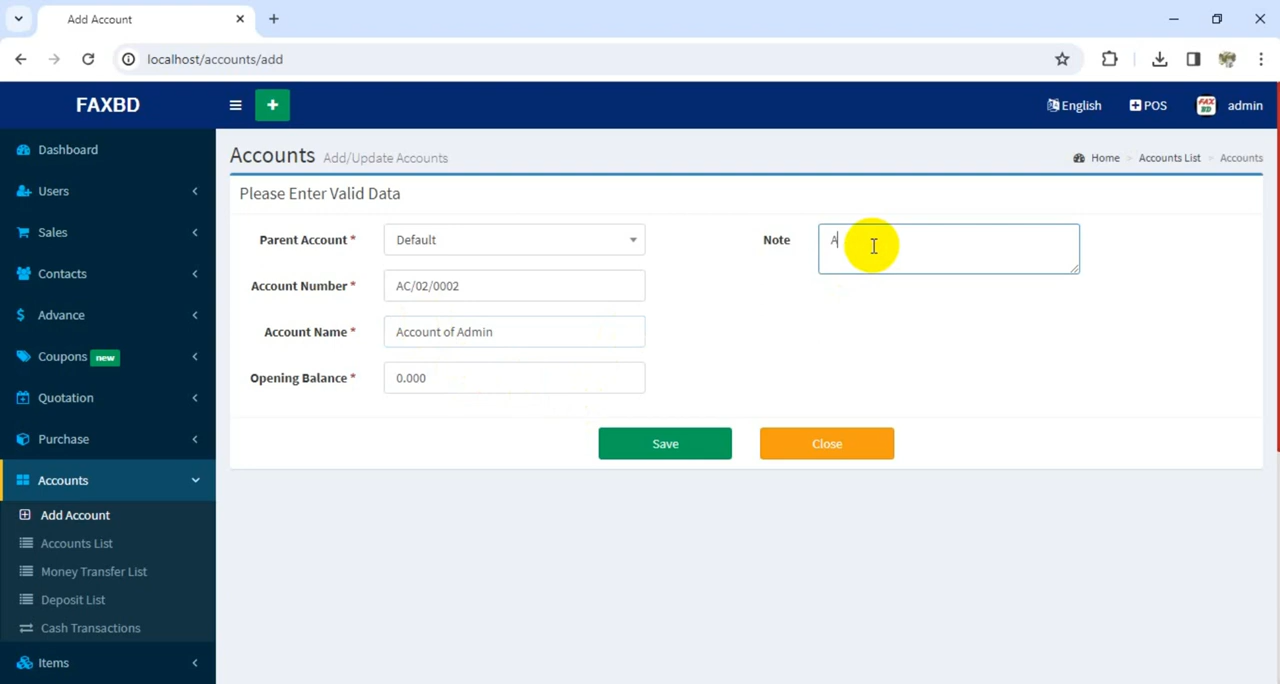 Add Account
localhost/accounts/add
FAXBD
English
POS
FAX BD
admin
Dashboard
Users
Sales
Contacts
Advance
Coupons new
Quotation
Purchase
Accounts
Add Account
Accounts List
Money Transfer List
Deposit List
Cash Transactions
Items
Accounts Add/Update Accounts
Home > Accounts List > Accounts
Please Enter Valid Data
Parent Account * Default
Account Number * AC/02/0002
Account Name * Account of Admin
Opening Balance * 0.000
Note A
Save
Close